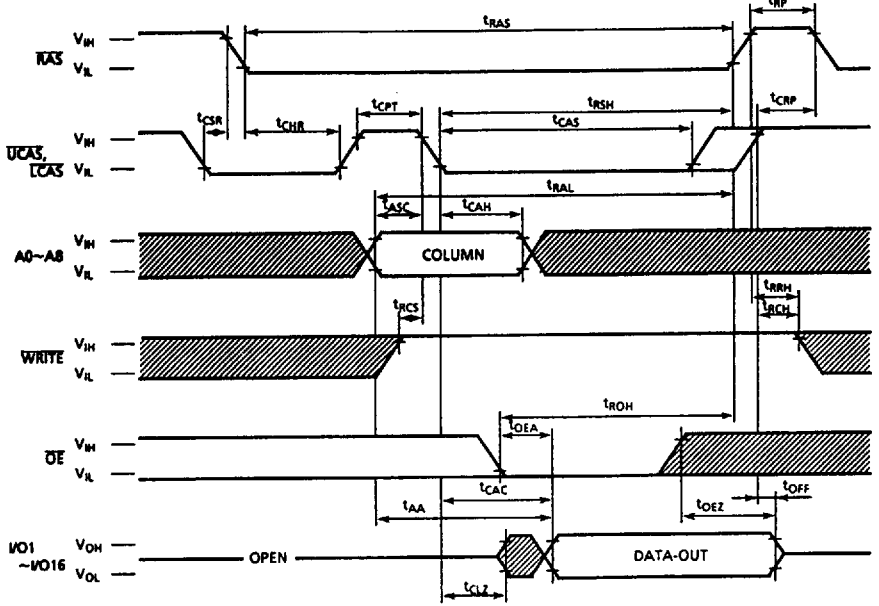 tRP
tRAS
RAS VIH
VIL
tCSR tCHR tCPT tRSH tCRP
tCAS
UCAS, VIH
LCAS VIL
tRAL
tASC tCAH
A0~A8 VIH
COLUMN
VIL
tRRH
tRCS tRCH
WRITE VIH
VIL
tROH
tOEA
OE VIH
VIL
tCAC tOFF
tAA tOEZ
I/O1 VOH
~I/O16 OPEN DATA-OUT
VOL
tCLZ